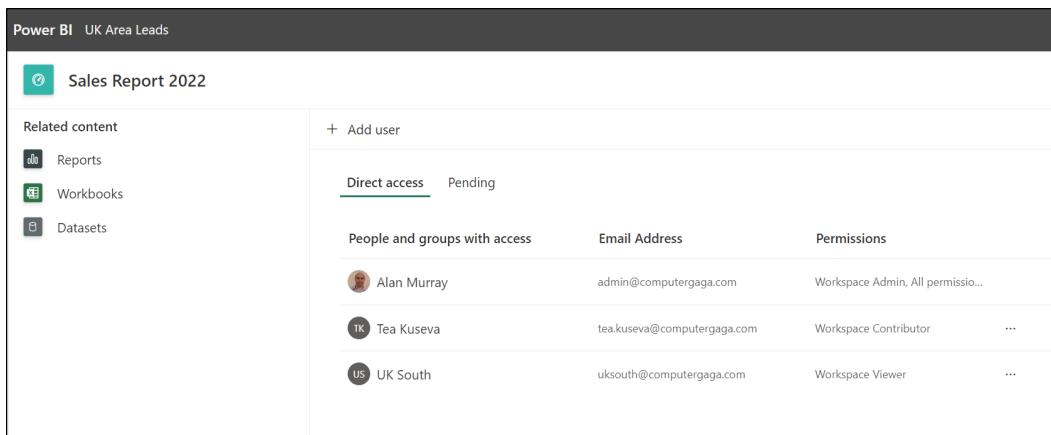 Power BI UK Area Leads
Sales Report 2022
Related content
Reports
Workbooks
Datasets
+ Add user
Direct access Pending
People and groups with access Email Address Permissions
Alan Murray admin@computergaga.com Workspace Admin, All permissio...
TK Tea Kuseva tea.kuseva@computergaga.com Workspace Contributor ...
US UK South uksouth@computergaga.com Workspace Viewer ...